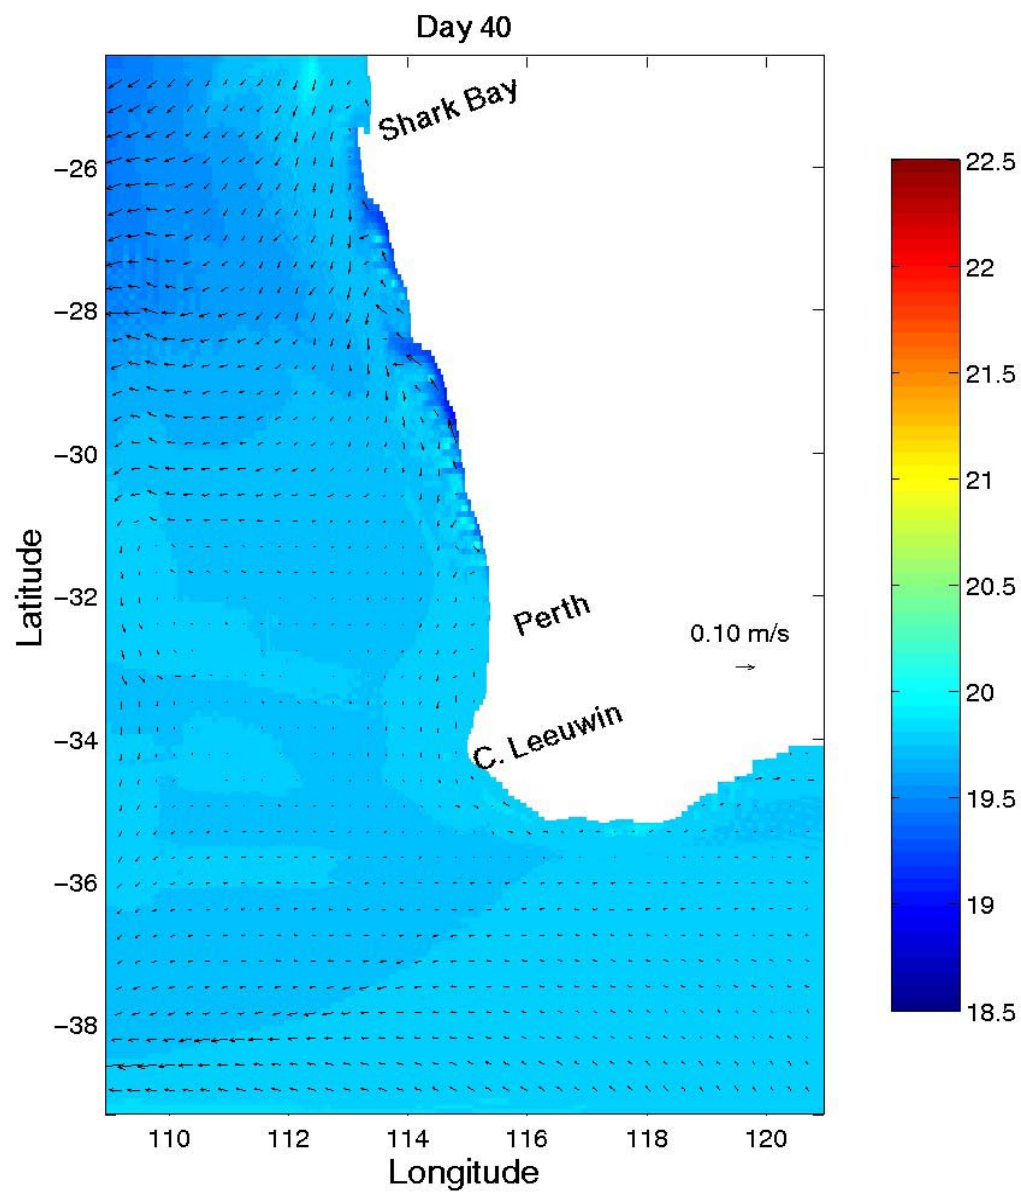 Day 40
Shark Bay
Perth
0.10 m/s
C. Leeuwin
Latitude
−26
−28
−30
−32
−34
−36
−38
110 112 114 116 118 120
Longitude
22.5
22
21.5
21
20.5
20
19.5
19
18.5